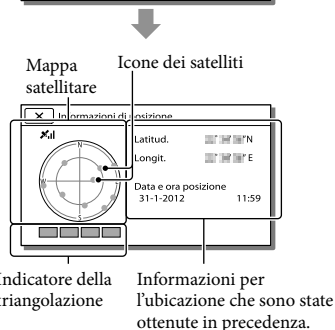 Mappa
satellitare
Icone dei satelliti
Informazioni di posizione
N
W
S
Latitud. "N
Longit. " E
Data e ora posizione
31-1-2012 11:59
Indicatore della
triangolazione
Informazioni per
l'ubicazione che sono state
ottenute in precedenza.